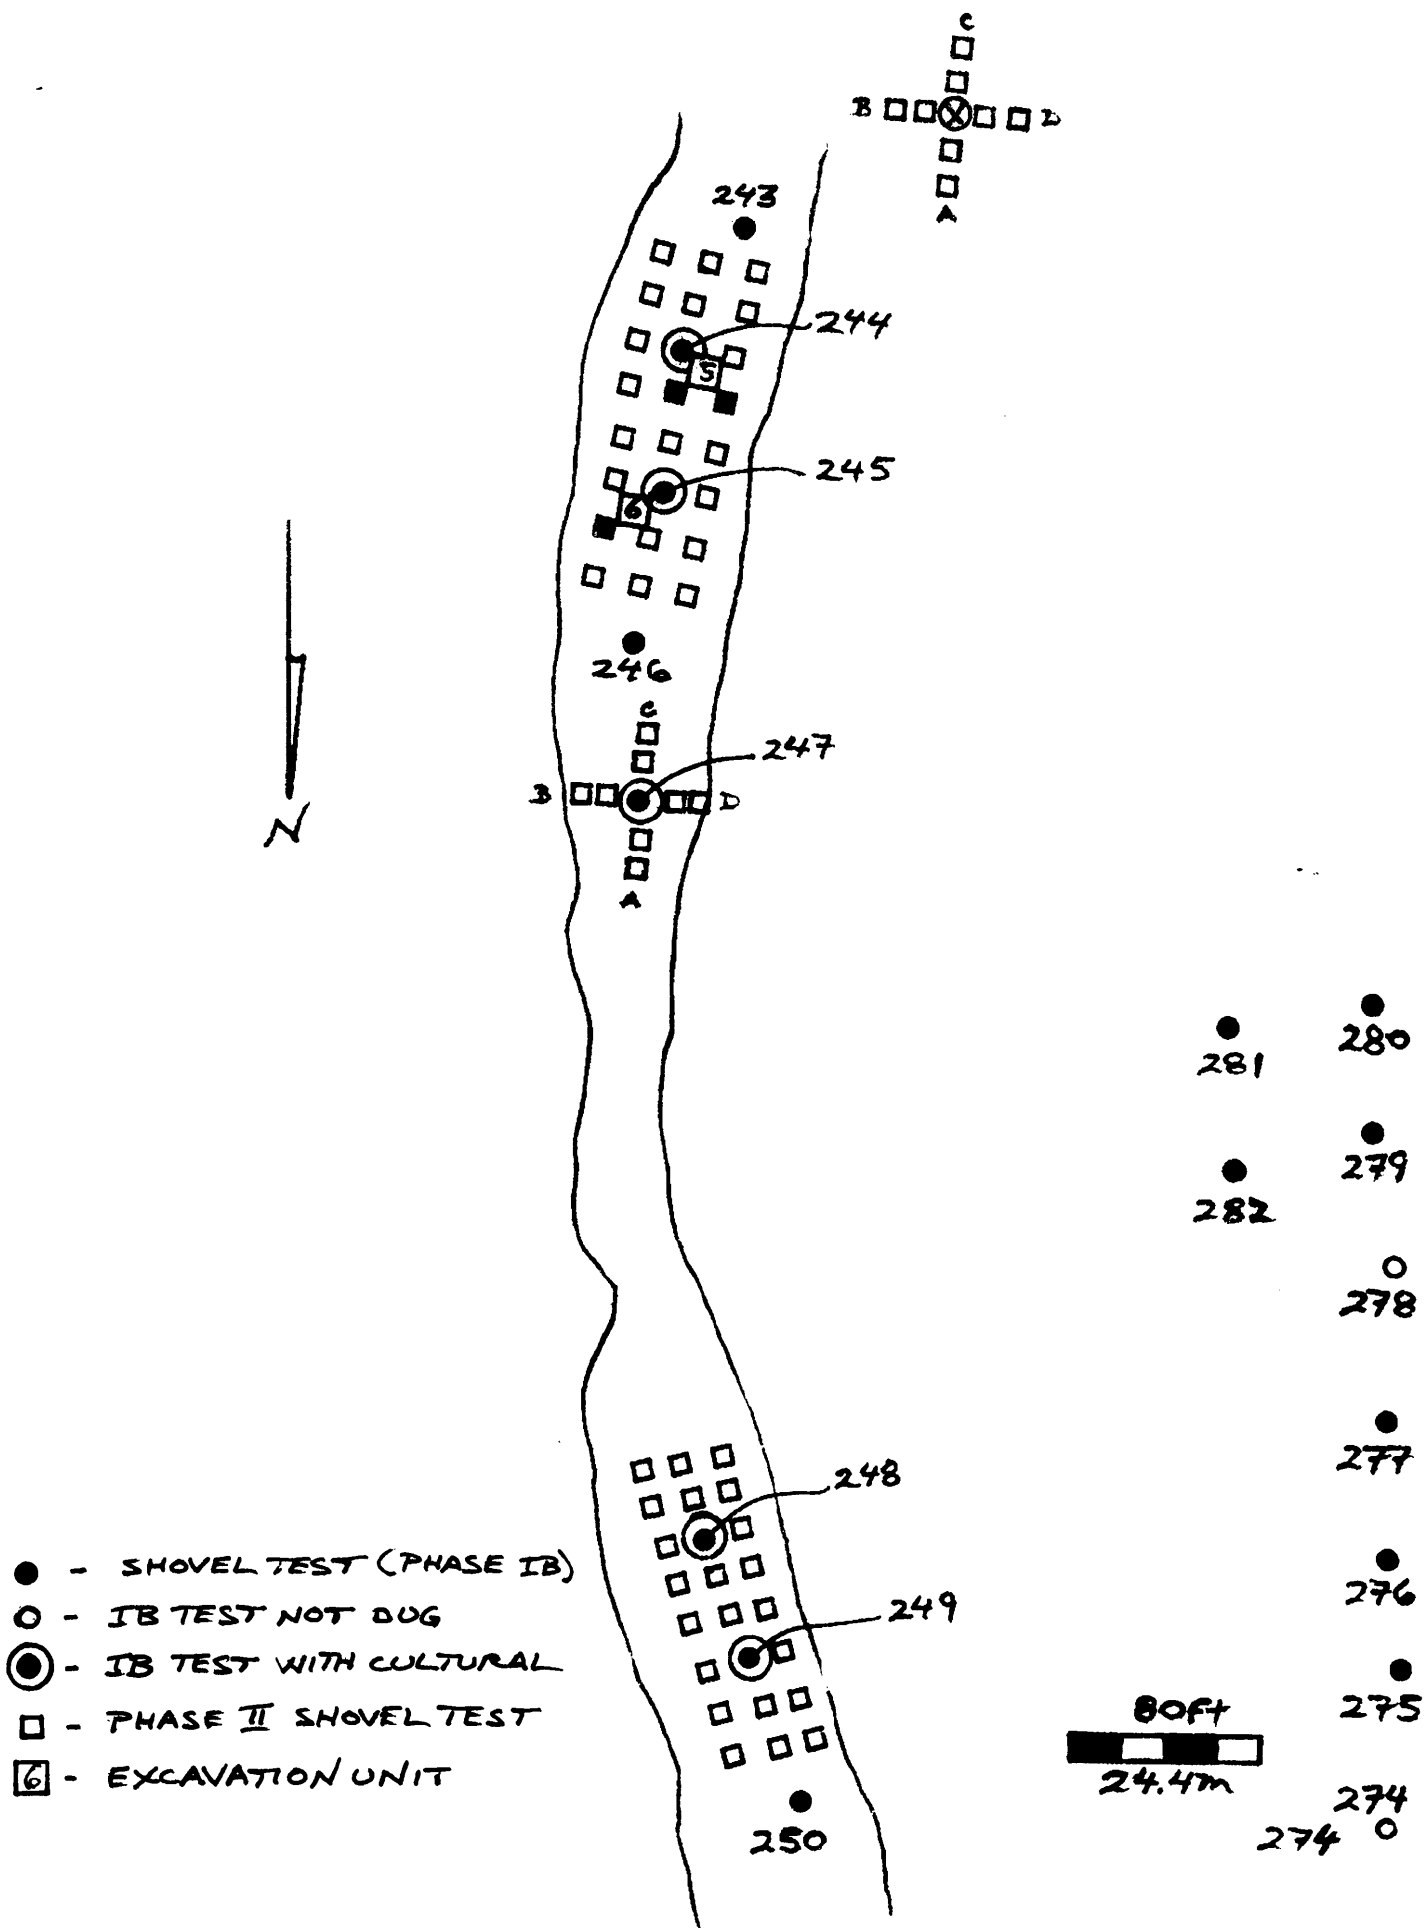 C
B D
A
243
244
5
245
6
246
C
247
B D
A
N
280
281
279
282
278
277
248
276
249
275
● - SHOVEL TEST (PHASE IB)
○ - IB TEST NOT DUG
◉ - IB TEST WITH CULTURAL
□ - PHASE II SHOVEL TEST
6 - EXCAVATION UNIT
80Ft
24.4m
274
274
250